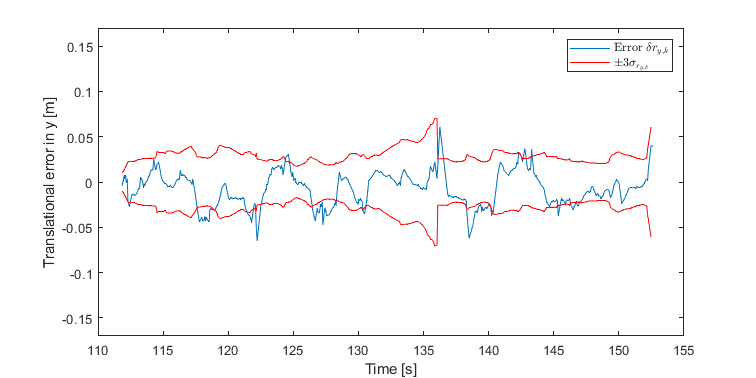 0.15
0.1
0.05
0
-0.05
-0.1
-0.15
Translational error in y [m]
110 115 120 125 130 135 140 145 150 155
Time [s]
Error δr_{y,k}
±3σ_{r_{y,k}}